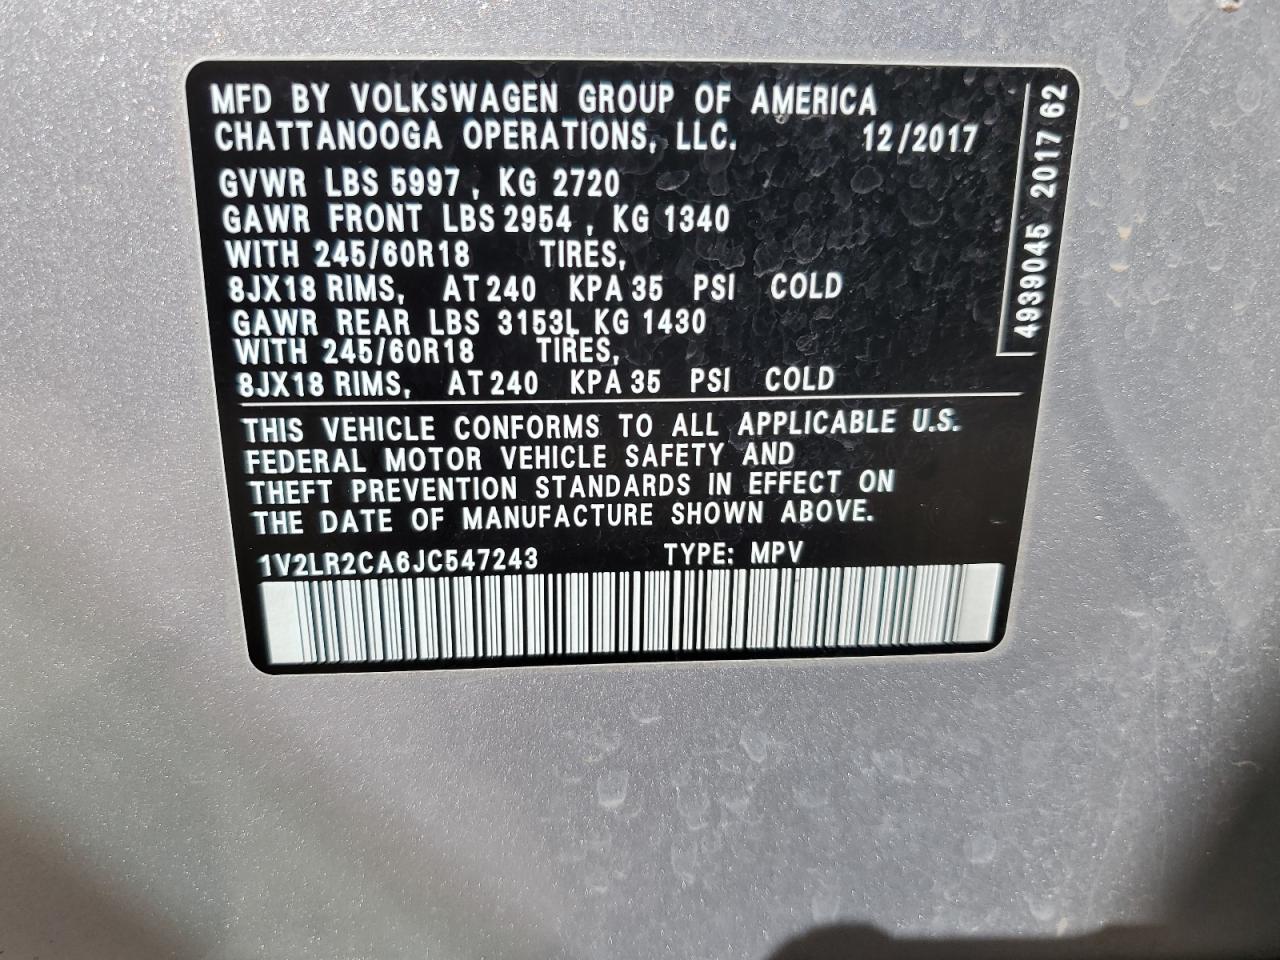 MFD BY VOLKSWAGEN GROUP OF AMERICA
CHATTANOOGA OPERATIONS, LLC. 12/2017
GVWR LBS 5997, KG 2720
GAWR FRONT LBS 2954, KG 1340
WITH 245/60R18 TIRES,
8JX18 RIMS, AT 240 KPA 35 PSI COLD
GAWR REAR LBS 3153L KG 1430
WITH 245/60R18 TIRES,
8JX18 RIMS, AT 240 KPA 35 PSI COLD
THIS VEHICLE CONFORMS TO ALL APPLICABLE U.S.
FEDERAL MOTOR VEHICLE SAFETY AND
THEFT PREVENTION STANDARDS IN EFFECT ON
THE DATE OF MANUFACTURE SHOWN ABOVE.
1V2LR2CA6JC547243 TYPE: MPV
4939045 2017 62